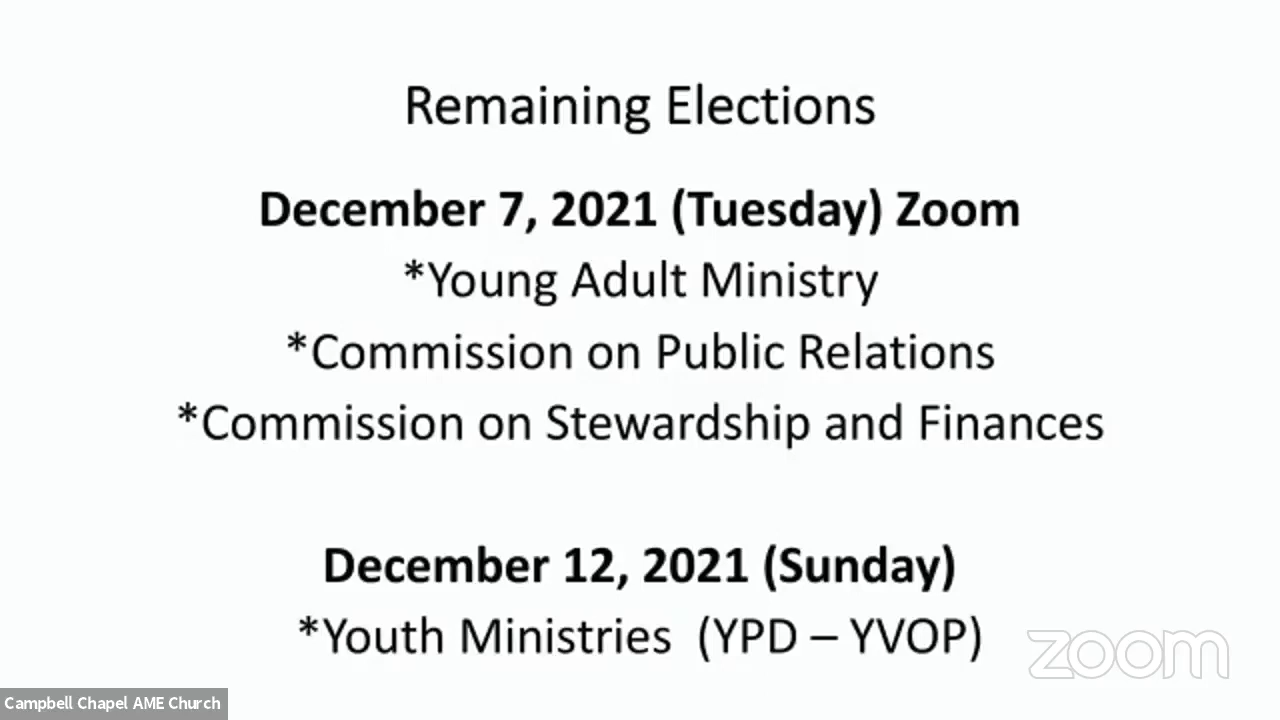 Remaining Elections
December 7, 2021 (Tuesday) Zoom
*Young Adult Ministry
*Commission on Public Relations
*Commission on Stewardship and Finances
December 12, 2021 (Sunday)
*Youth Ministries (YPD – YVOP)
zoom
Campbell Chapel AME Church